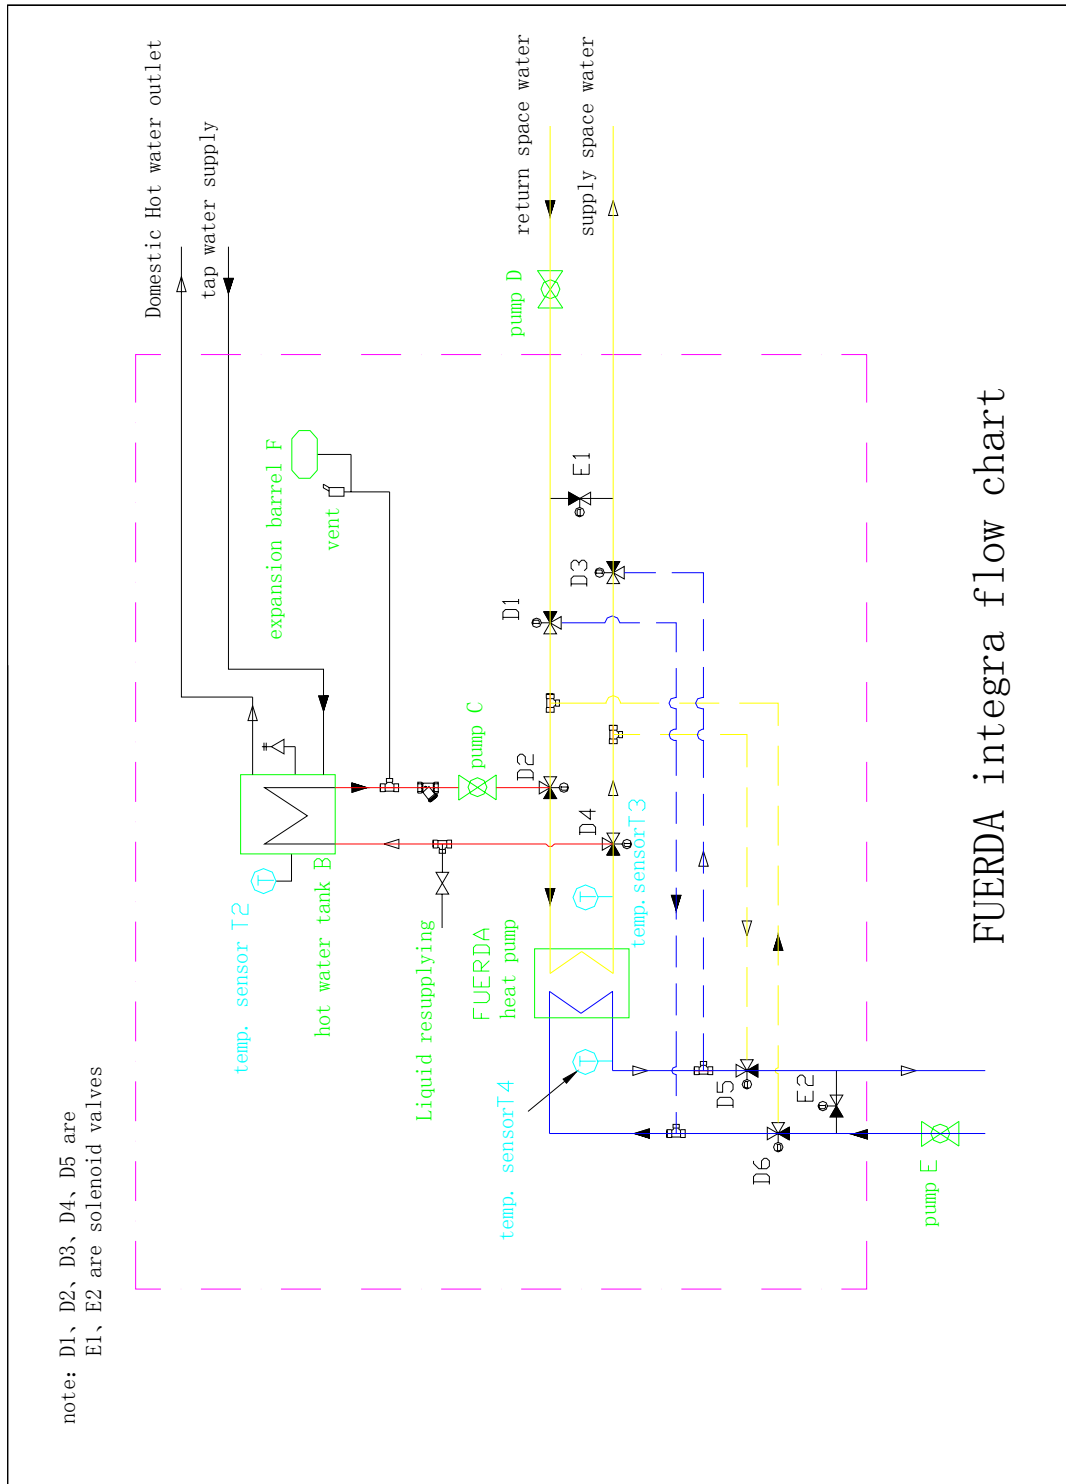 note: D1、D2、D3、D4、D5 are
E1、E2 are solenoid valves
Domestic Hot water outlet
tap water supply
expansion barrel F
vent
temp. sensor T2
T
hot water tank B
Liquid resupplying
pump C
return space water
supply space water
pump D
E1
D3
D1
D2
D4
temp. sensorT3
T
FUERDA
heat pump
temp. sensorT4
T
D5
E2
D6
pump E
FUERDA integra flow chart